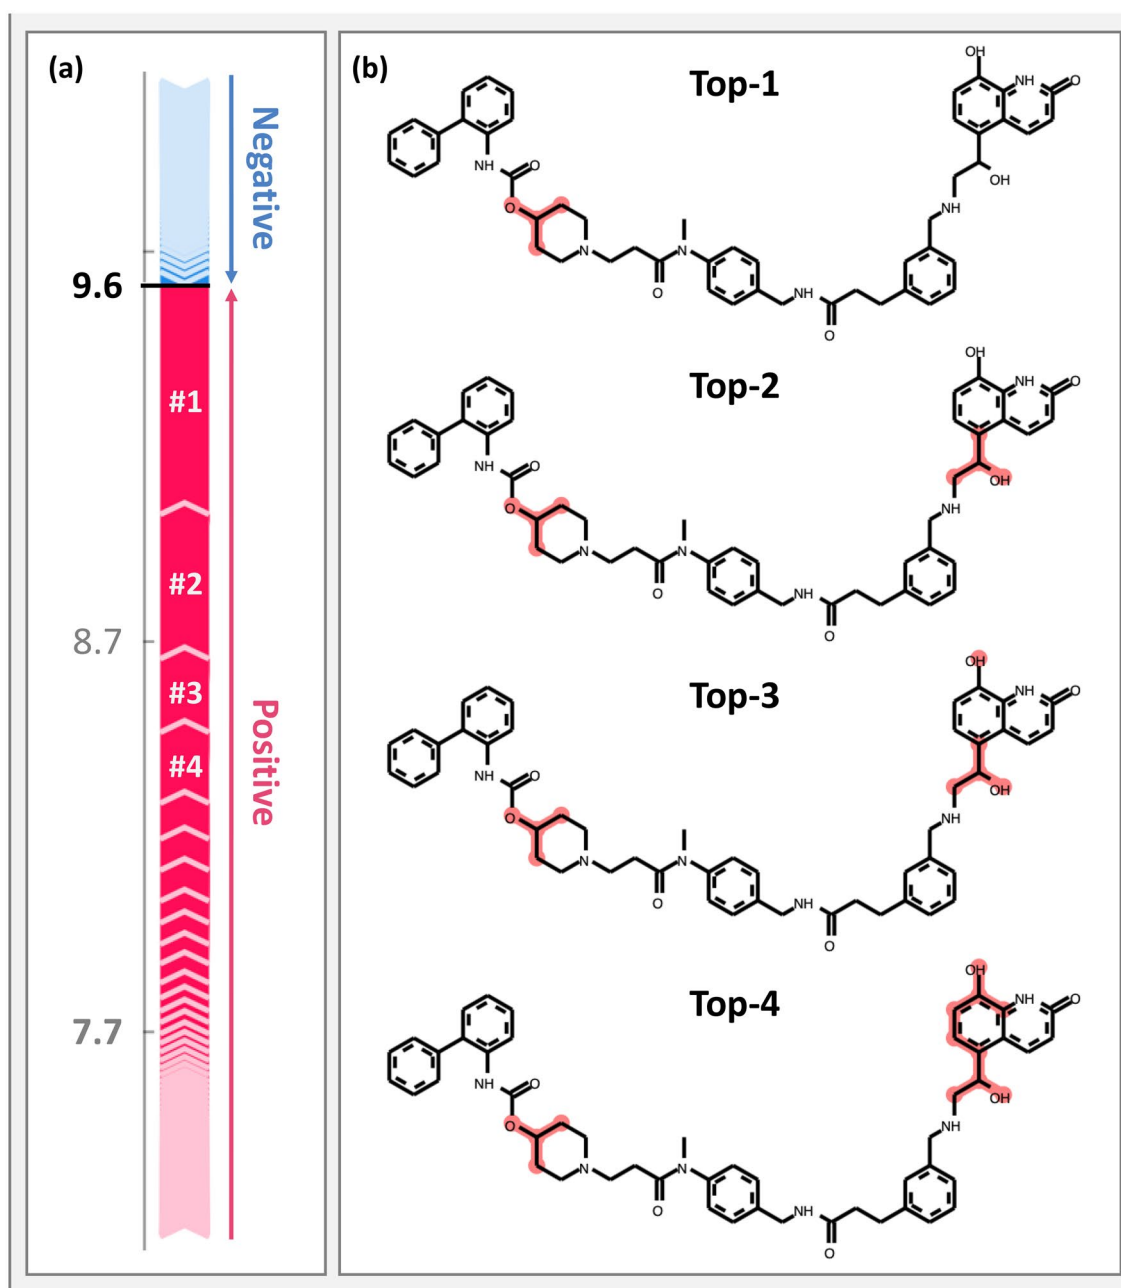 (a)
Negative
9.6
#1
#2
8.7
#3
#4
Positive
7.7
(b)
Top-1
OH
NH
O
NH
O
OH
O
NH
N
N
O
NH
O
Top-2
OH
NH
O
NH
O
OH
O
NH
N
N
O
NH
O
Top-3
OH
NH
O
NH
O
OH
O
NH
N
N
O
NH
O
Top-4
OH
NH
O
NH
O
OH
O
NH
N
N
O
NH
O